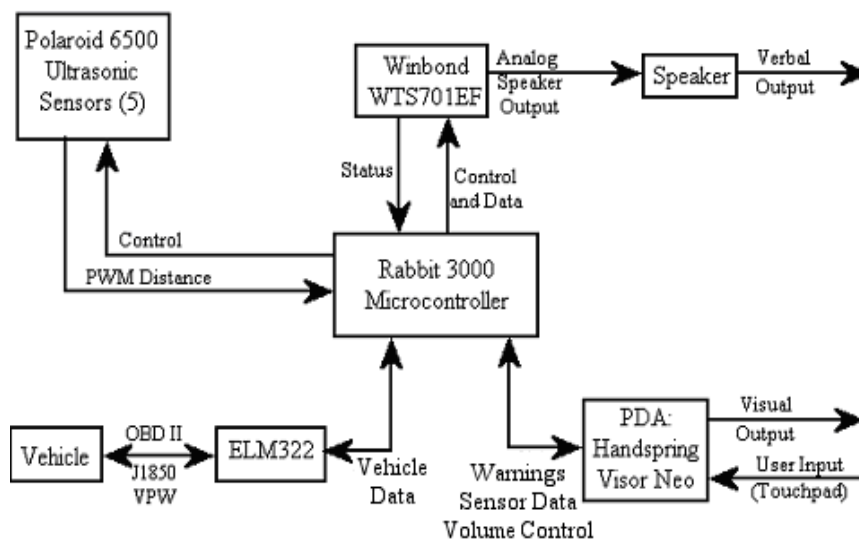 Polaroid 6500
Ultrasonic
Sensors (5)
Winbond
WTS701EF
Analog
Speaker
Output
Speaker
Verbal
Output
Status
Control
and Data
Control
PWM Distance
Rabbit 3000
Microcontroller
Vehicle
OBD II
J1850
VPW
ELM322
Vehicle
Data
Warnings
Sensor Data
Volume Control
PDA:
Handspring
Visor Neo
Visual
Output
User Input
(Touchpad)